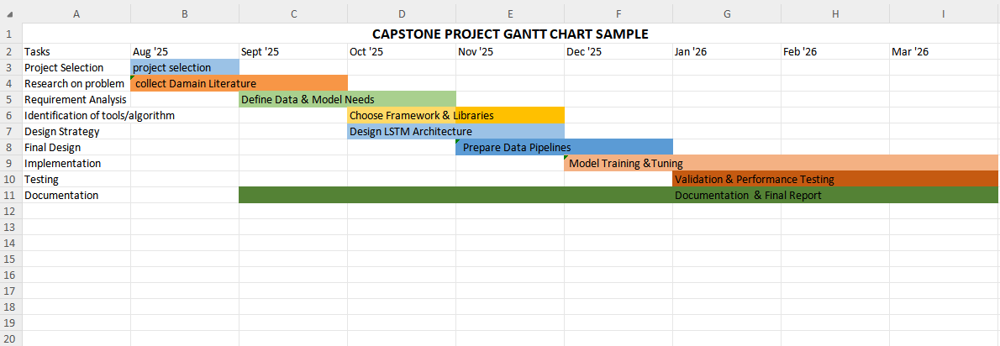 A B C D E F G H I
1 CAPSTONE PROJECT GANTT CHART SAMPLE
2 Tasks Aug '25 Sept '25 Oct '25 Nov '25 Dec '25 Jan '26 Feb '26 Mar '26
3 Project Selection project selection
4 Research on problem collect Damain Literature
5 Requirement Analysis Define Data & Model Needs
6 Identification of tools/algorithm Choose Framework & Libraries
7 Design Strategy Design LSTM Architecture
8 Final Design Prepare Data Pipelines
9 Implementation Model Training &Tuning
10 Testing Validation & Performance Testing
11 Documentation Documentation & Final Report
12
13
14
15
16
17
18
19
20